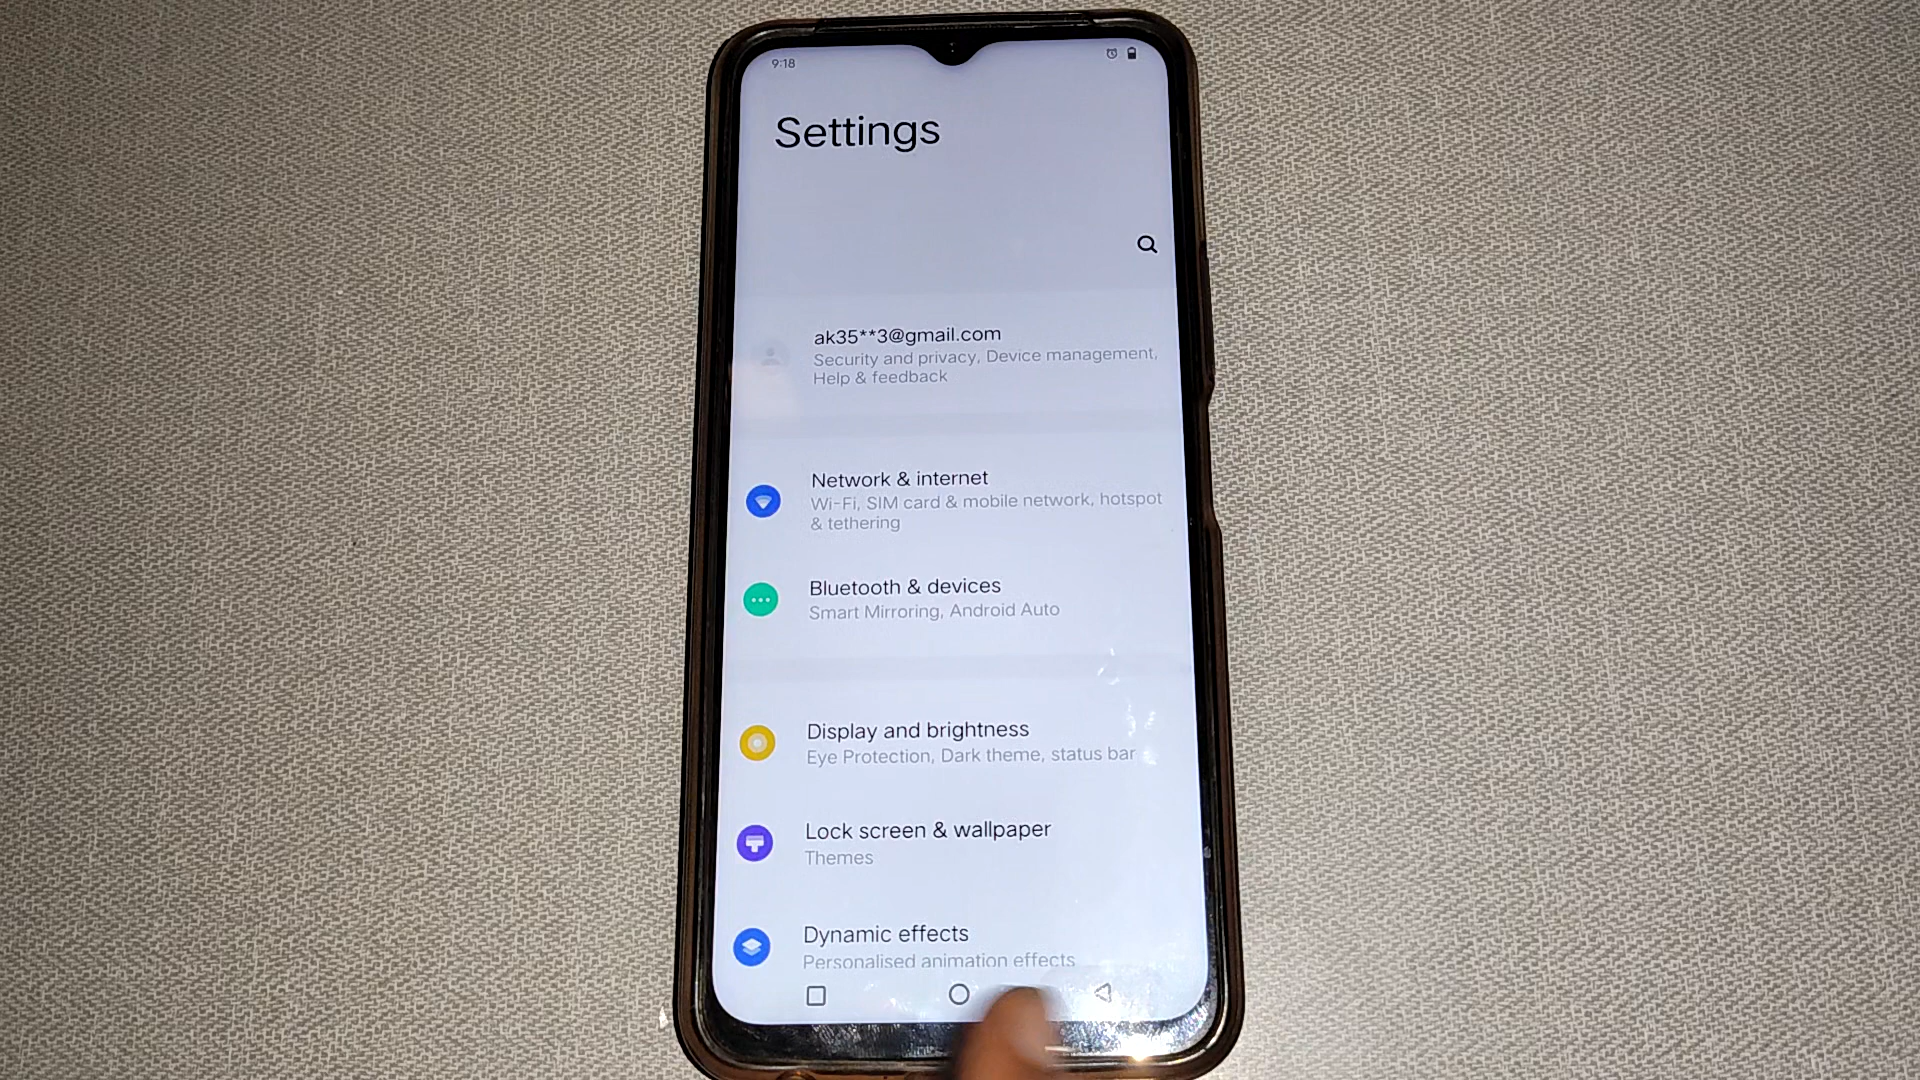 9:18
Settings
ak35**3@gmail.com
Security and privacy, Device management,
Help & feedback
Network & internet
Wi-Fi, SIM card & mobile network, hotspot
& tethering
Bluetooth & devices
Smart Mirroring, Android Auto
Display and brightness
Eye Protection, Dark theme, status bar
Lock screen & wallpaper
Themes
Dynamic effects
Personalised animation effects